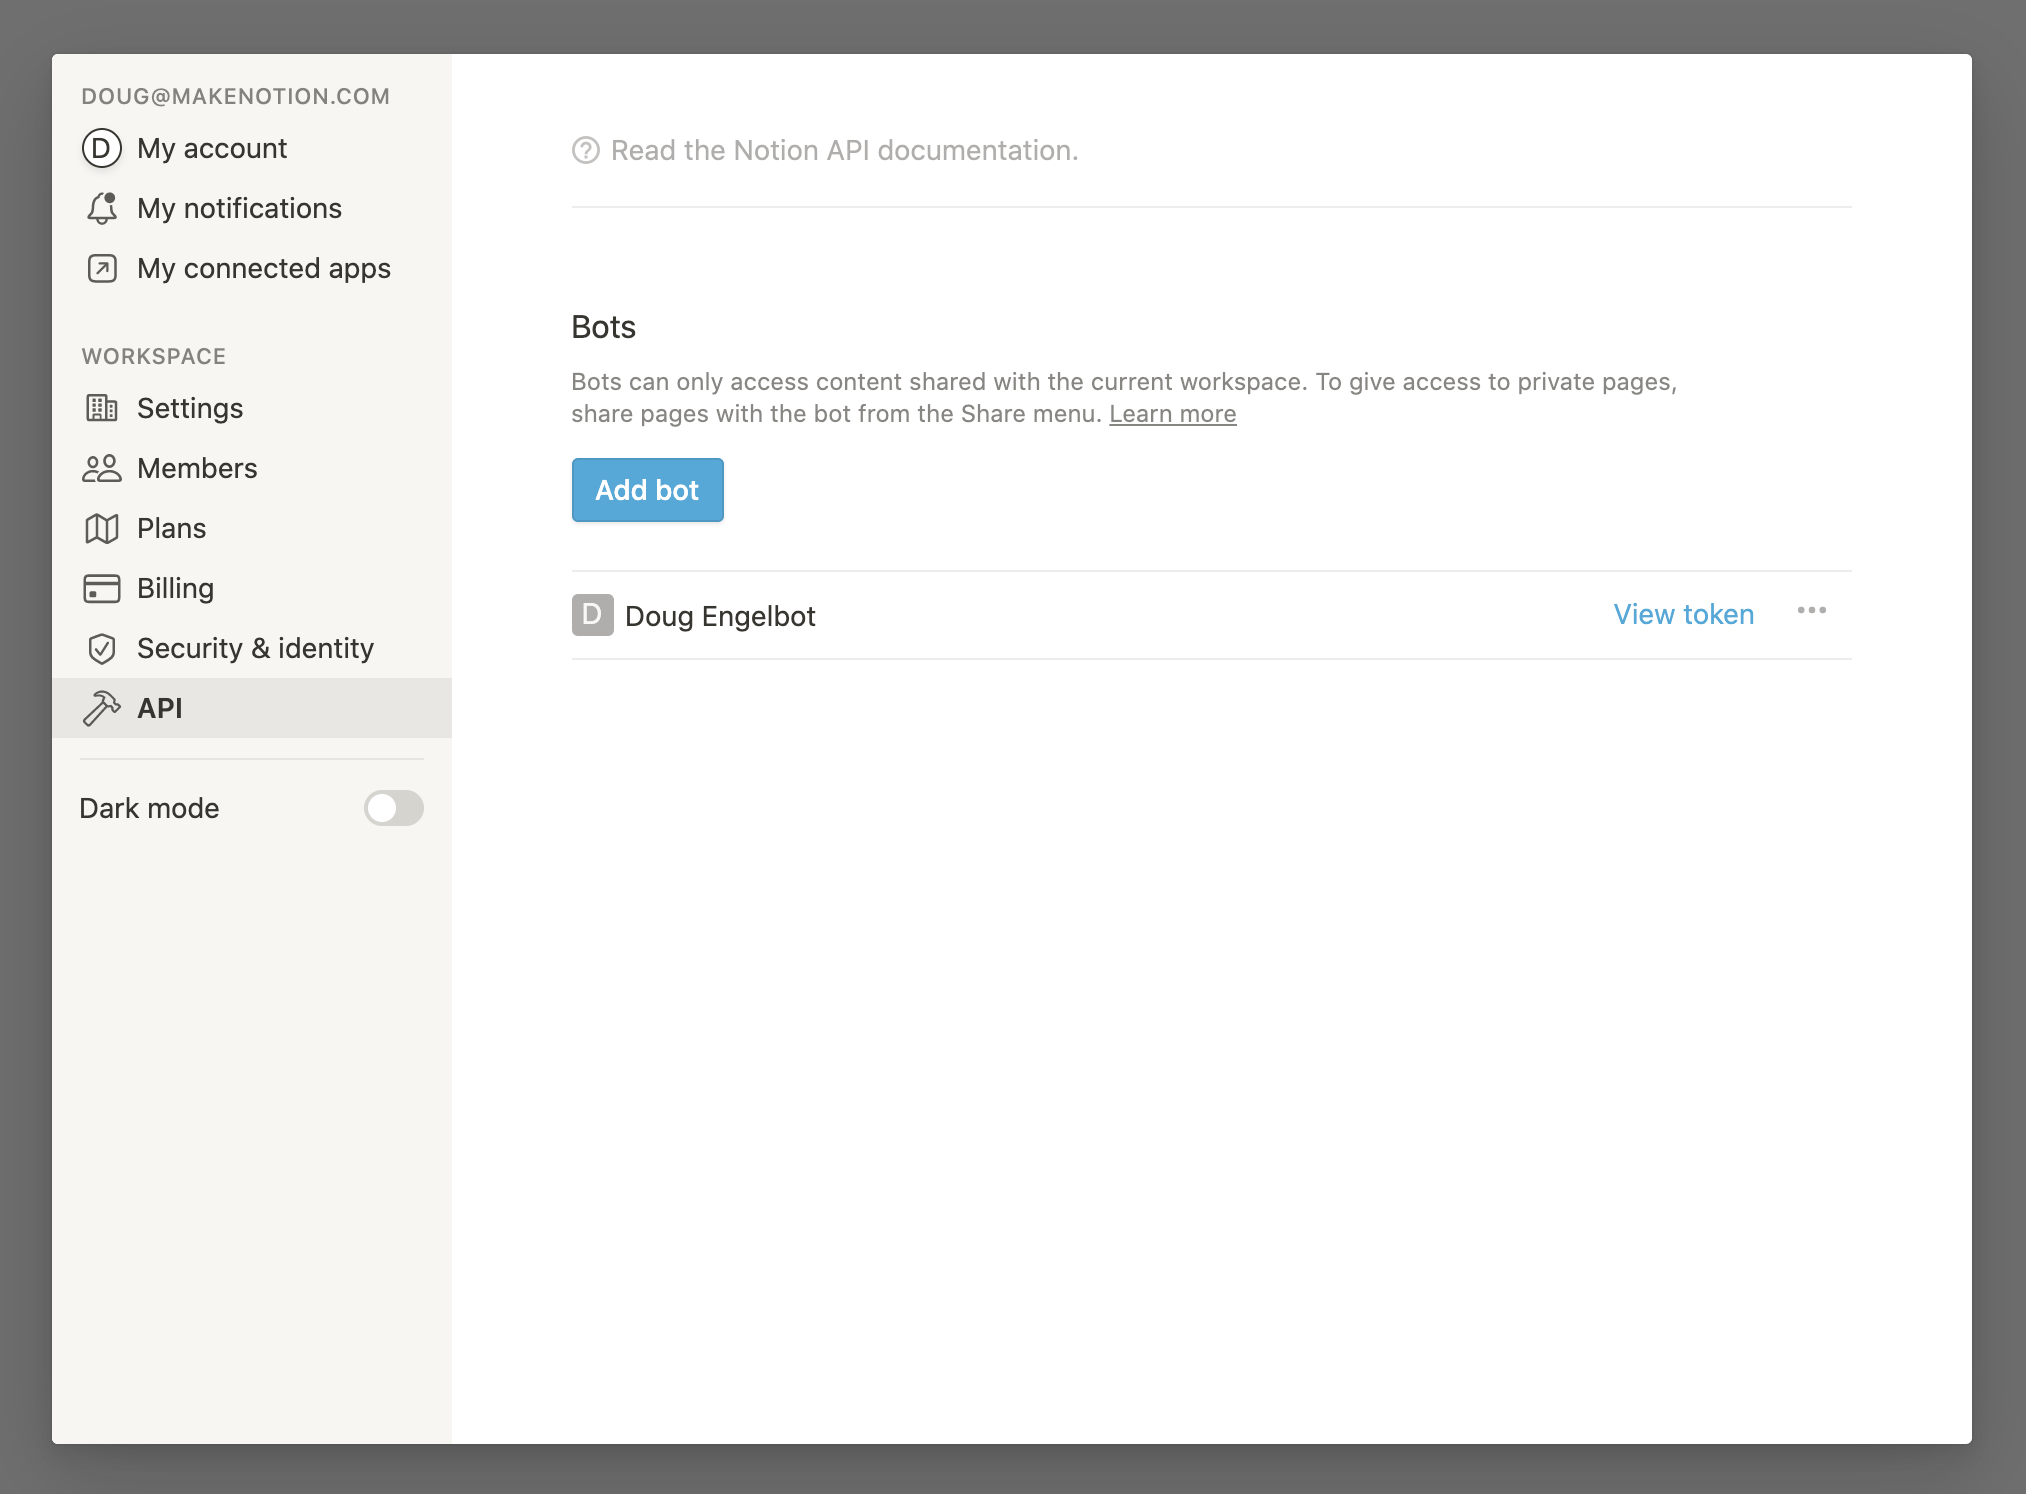 DOUG@MAKENOTION.COM
D My account
My notifications
My connected apps
WORKSPACE
Settings
Members
Plans
Billing
Security & identity
API
Dark mode
? Read the Notion API documentation.
Bots
Bots can only access content shared with the current workspace. To give access to private pages,
share pages with the bot from the Share menu. Learn more
Add bot
D Doug Engelbot View token •••